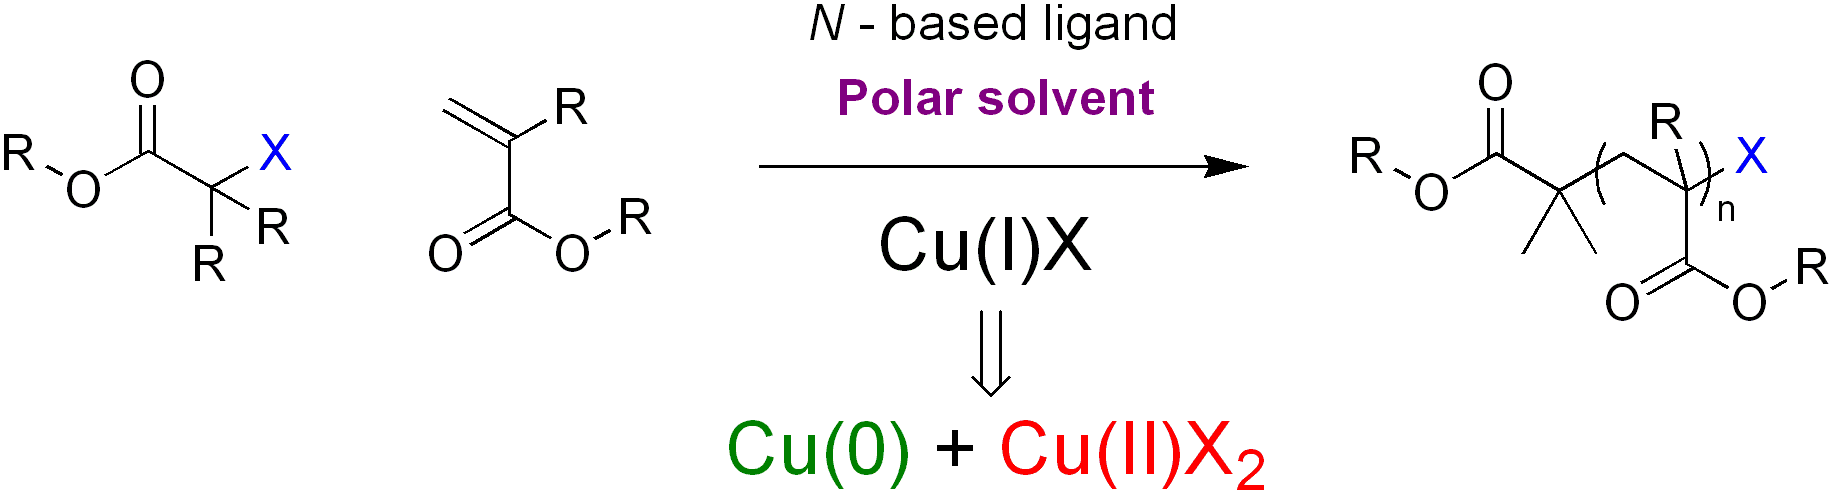 N - based ligand
Polar solvent
Cu(I)X
Cu(0) + Cu(II)X2
R O O X R R
R O O R
R O O R X n O O R